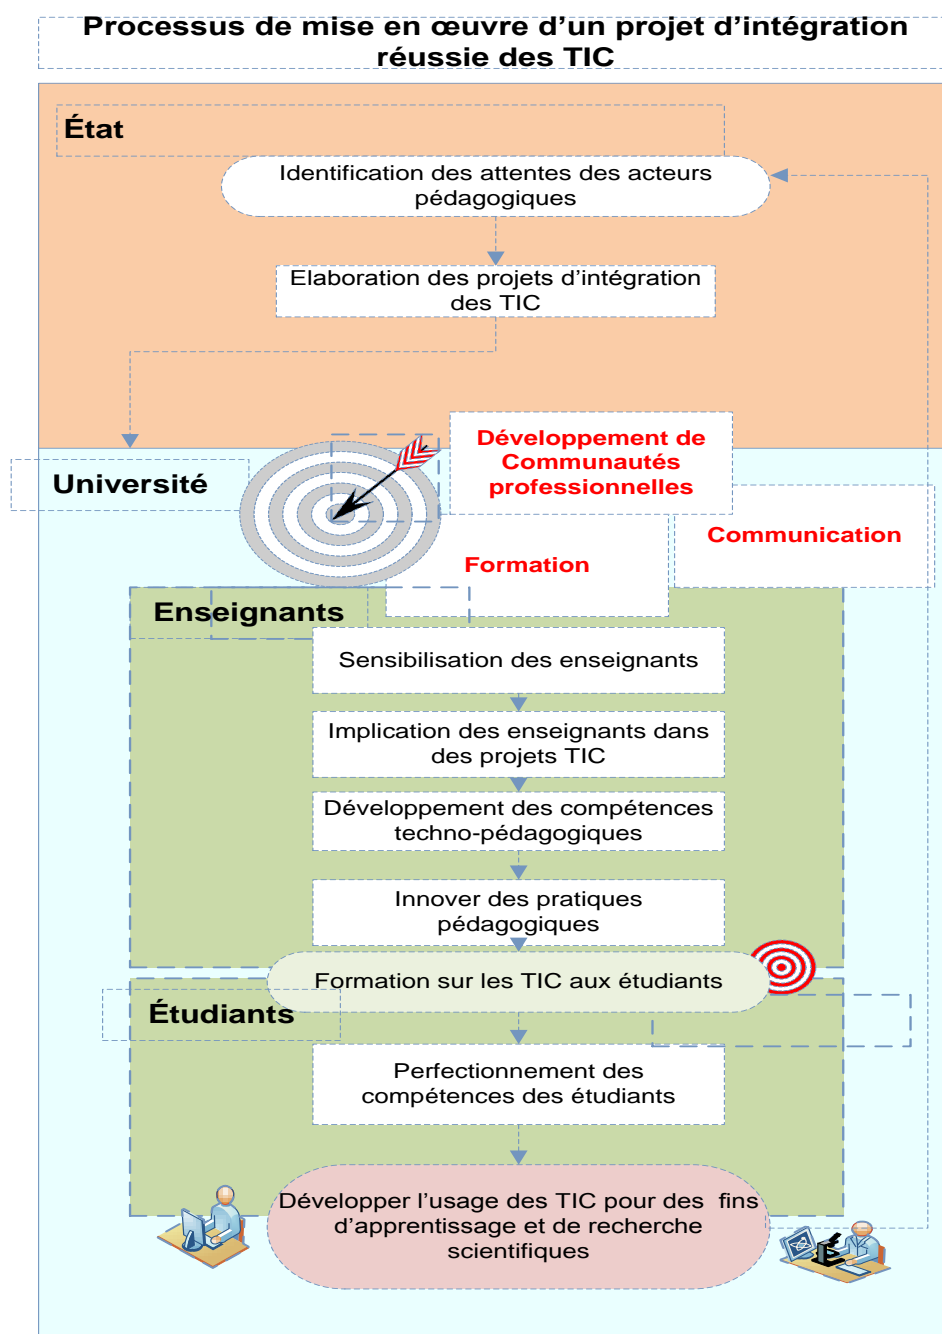 Processus de mise en œuvre d’un projet d’intégration
réussie des TIC
État
Identification des attentes des acteurs
pédagogiques
Elaboration des projets d’intégration
des TIC
Développement de
Communautés
professionnelles
Université
Communication
Formation
Enseignants
Sensibilisation des enseignants
Implication des enseignants dans
des projets TIC
Développement des compétences
techno-pédagogiques
Innover des pratiques
pédagogiques
Formation sur les TIC aux étudiants
Étudiants
Perfectionnement des
compétences des étudiants
Développer l’usage des TIC pour des  fins
d’apprentissage et de recherche
scientifiques